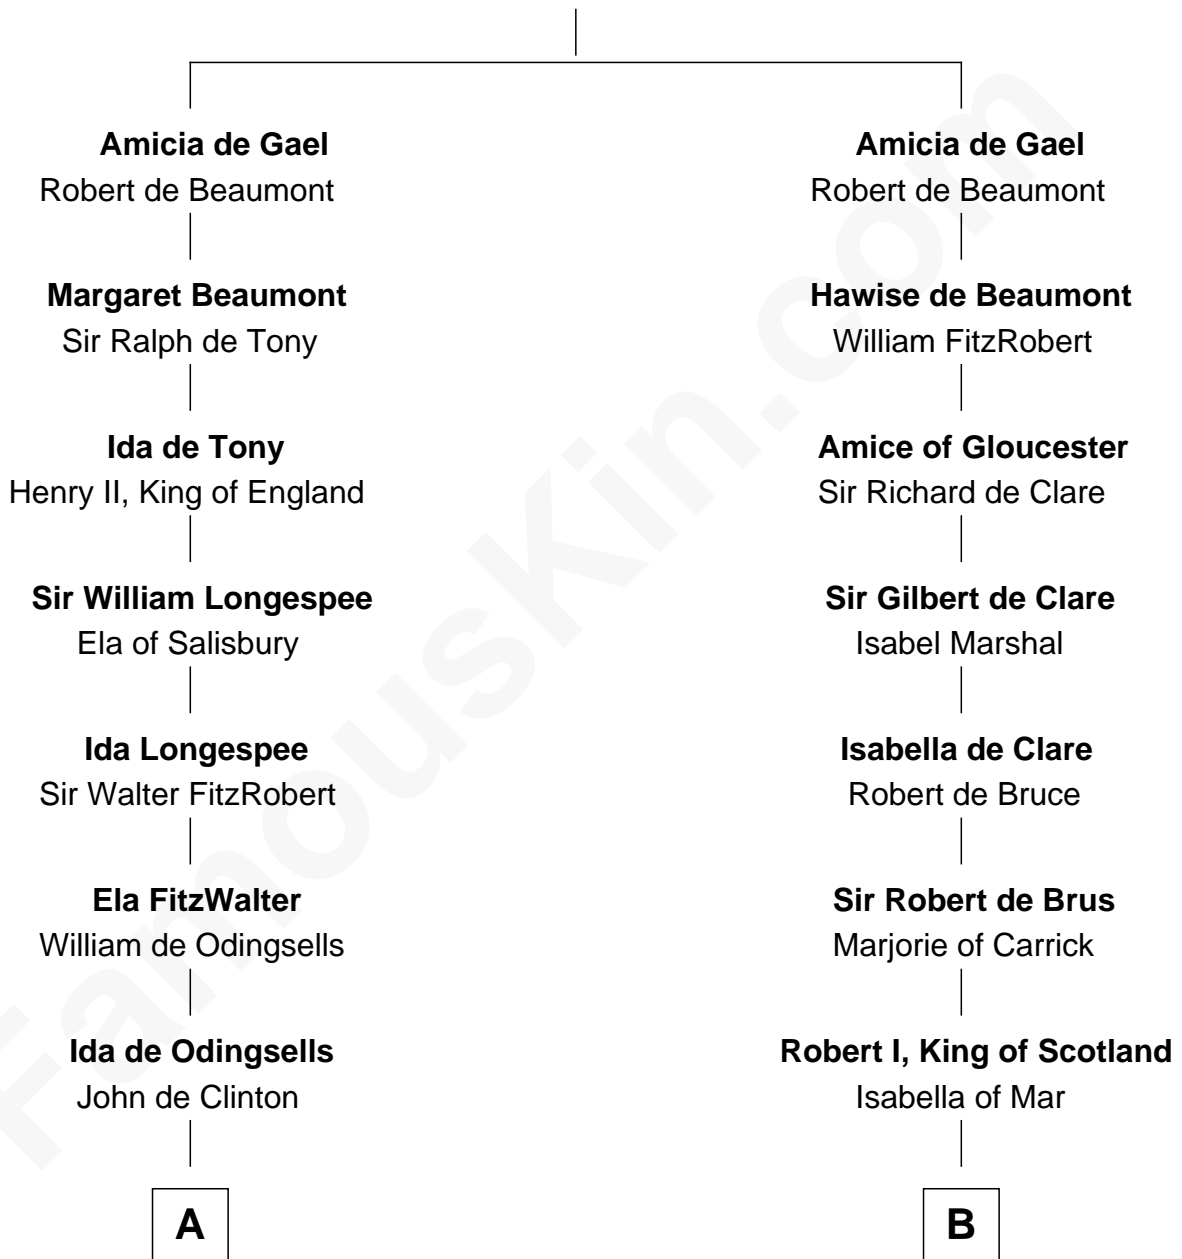 Amicia de Gael
Robert de Beaumont
Margaret Beaumont
Sir Ralph de Tony
Ida de Tony
Henry II, King of England
Sir William Longespee
Ela of Salisbury
Ida Longespee
Sir Walter FitzRobert
Ela FitzWalter
William de Odingsells
Ida de Odingsells
John de Clinton
A
Amicia de Gael
Robert de Beaumont
Hawise de Beaumont
William FitzRobert
Amice of Gloucester
Sir Richard de Clare
Sir Gilbert de Clare
Isabel Marshal
Isabella de Clare
Robert de Bruce
Sir Robert de Brus
Marjorie of Carrick
Robert I, King of Scotland
Isabella of Mar
B
FamousKin.com